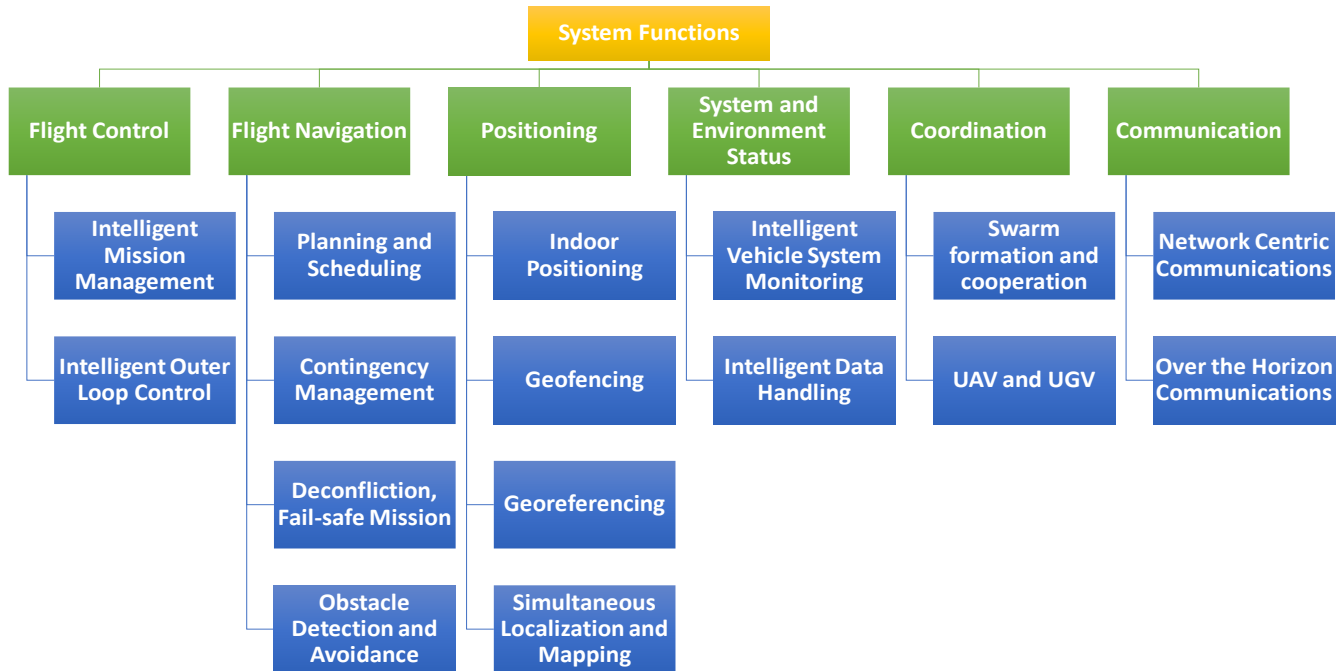 System Functions
Flight Control
Flight Navigation
Positioning
System and
Environment
Status
Coordination
Communication
Intelligent
Mission
Management
Planning and
Scheduling
Indoor
Positioning
Intelligent
Vehicle System
Monitoring
Swarm
formation and
cooperation
Network Centric
Communications
Intelligent Outer
Loop Control
Contingency
Management
Geofencing
Intelligent Data
Handling
UAV and UGV
Over the Horizon
Communications
Deconfliction,
Fail-safe Mission
Georeferencing
Obstacle
Detection and
Avoidance
Simultaneous
Localization and
Mapping